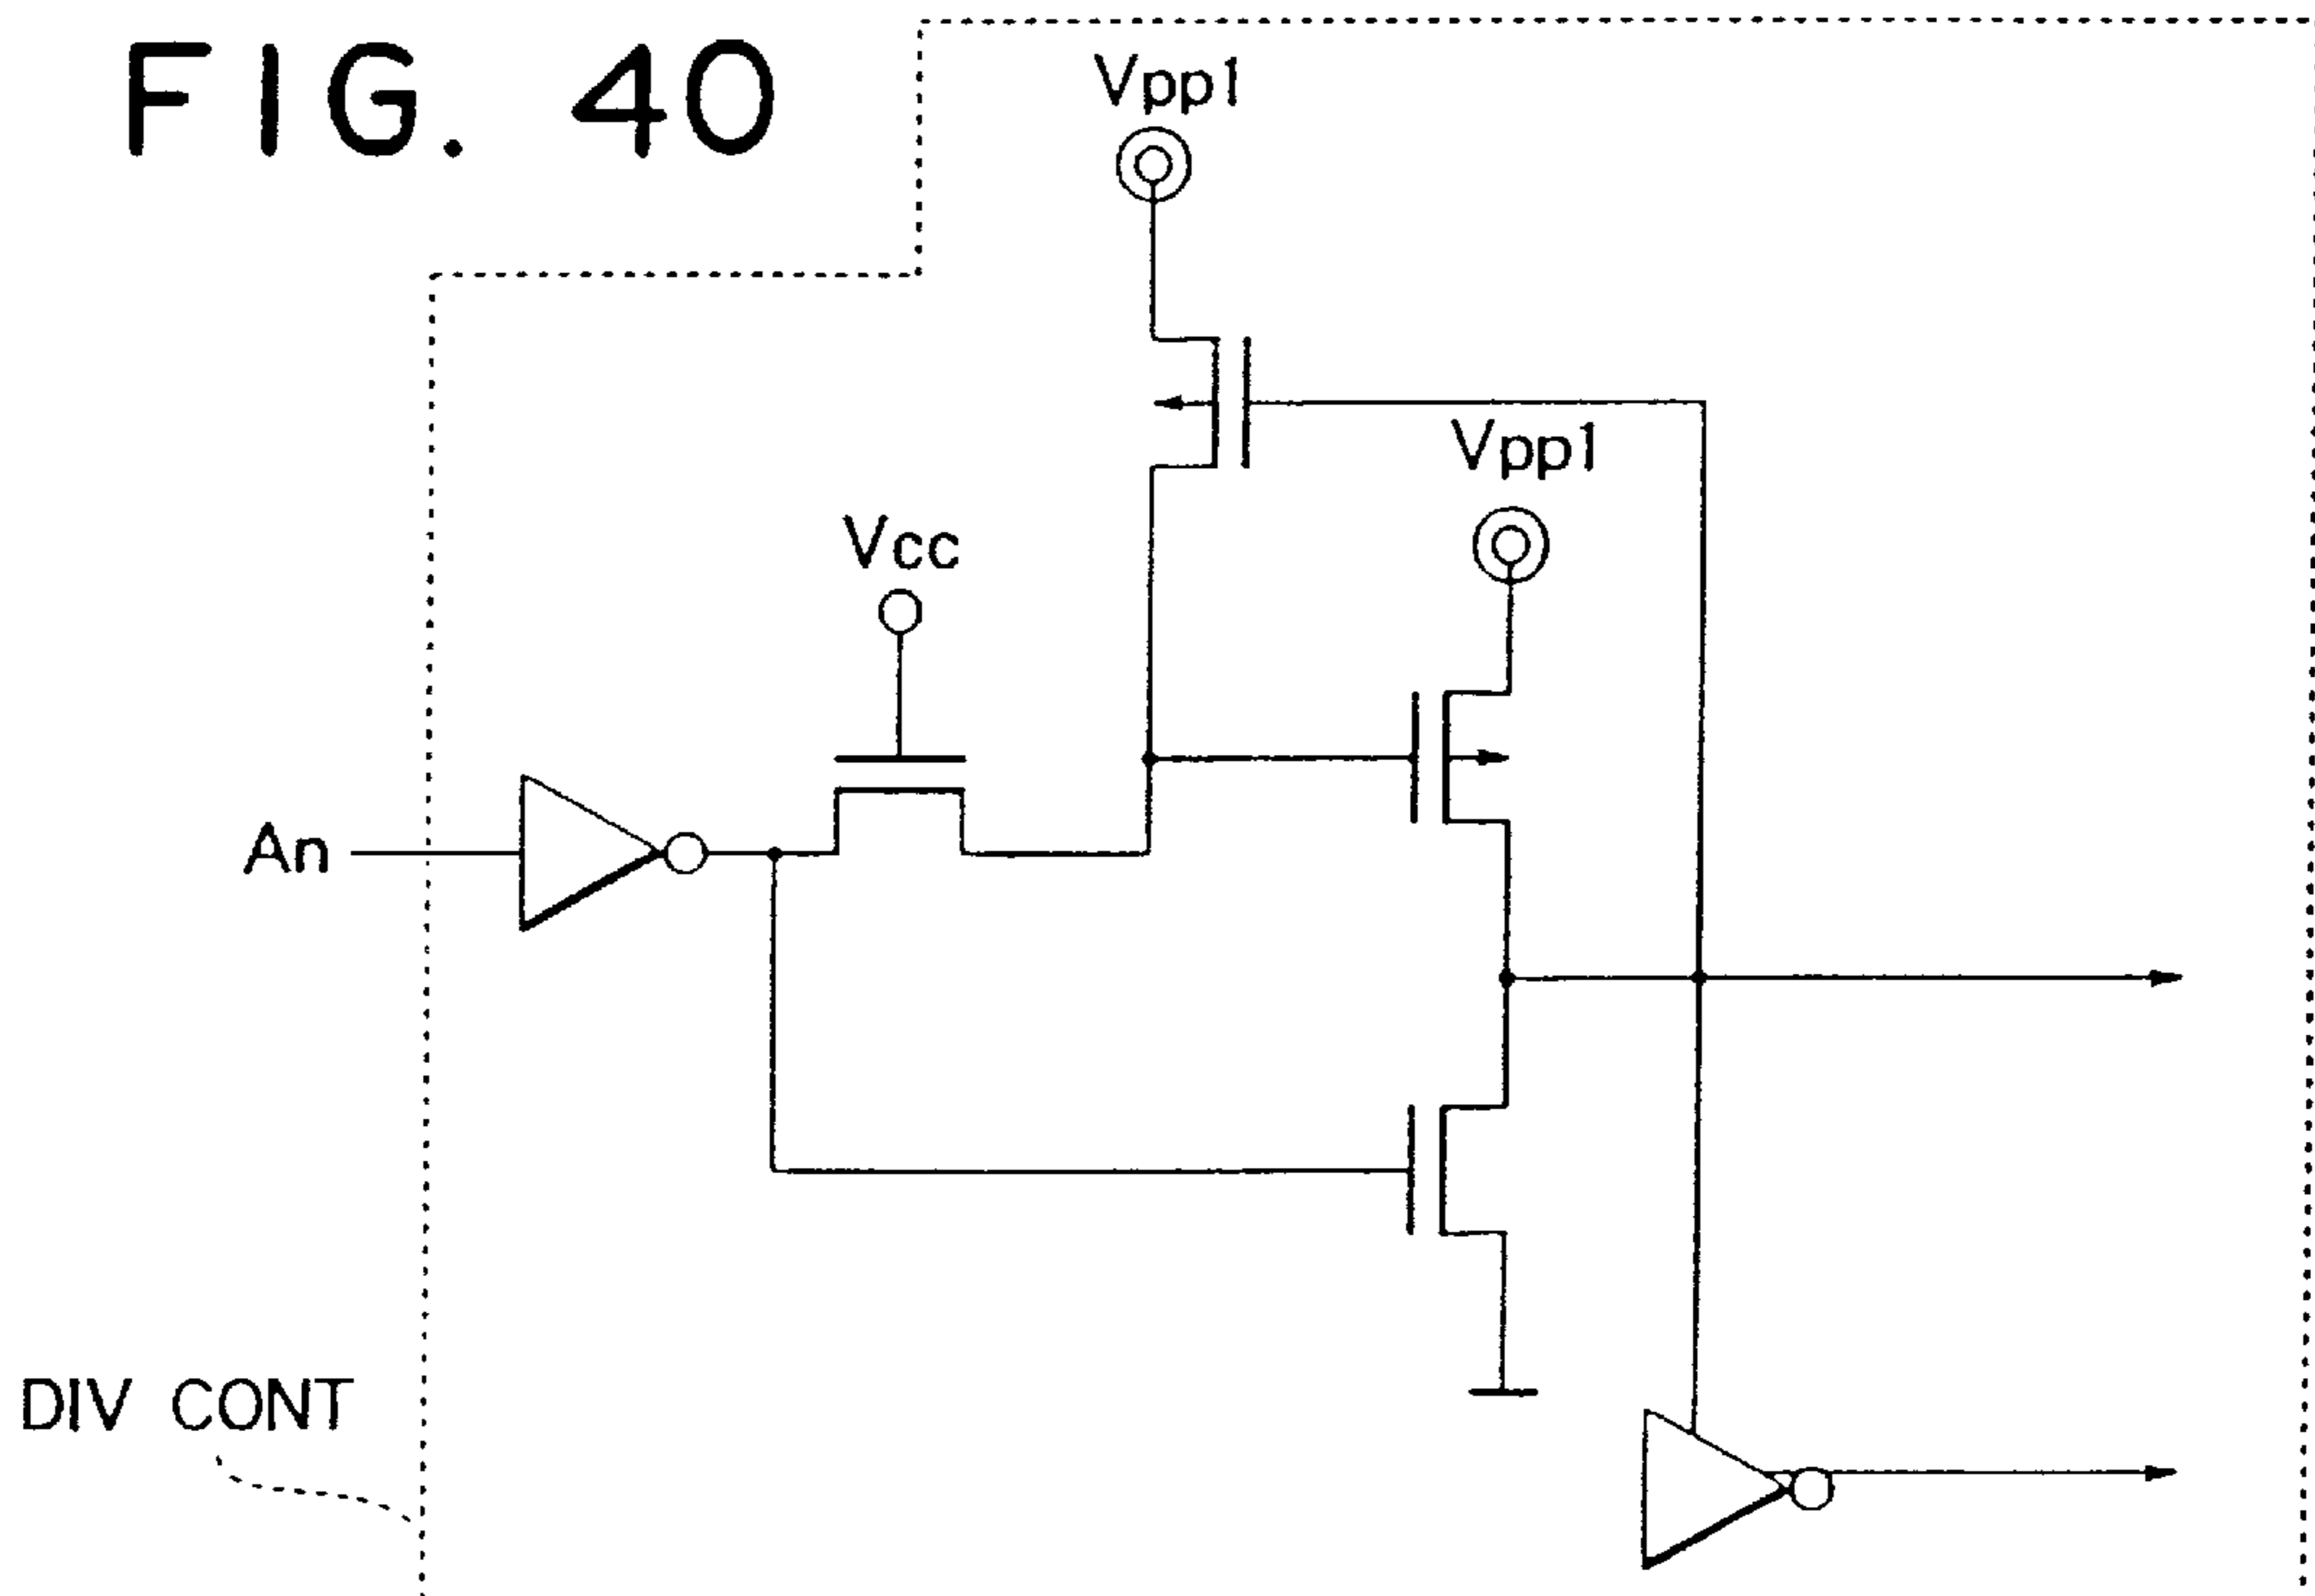 FIG. 40
Vpp1
Vpp1
Vcc
An
DIV CONT